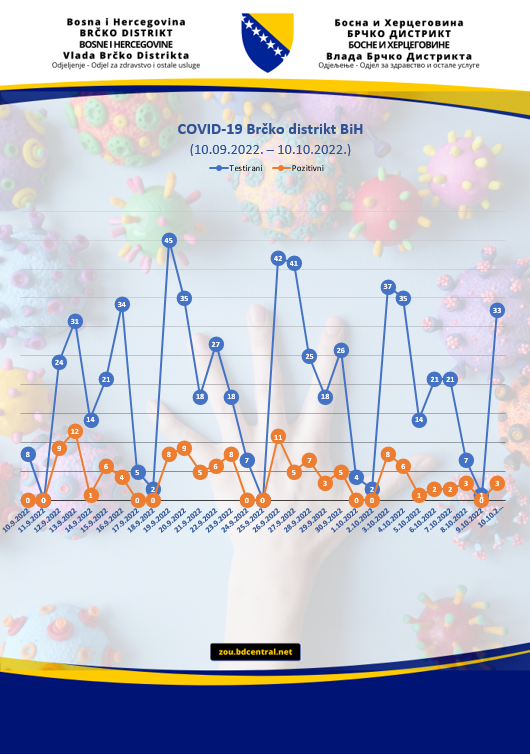 Bosna i Hercegovina
BRČKO DISTRIKT
BOSNE I HERCEGOVINE
Vlada Brčko Distrikta
Odjeljenje - Odjel za zdravstvo i ostale usluge
Босна и Херцеговина
БРЧКО ДИСТРИКТ
БОСНЕ И ХЕРЦЕГОВИНЕ
Влада Брчко Дистрикта
Одјељење - Одјел за здравство и остале услуге
COVID-19 Brčko distrikt BiH
(10.09.2022. – 10.10.2022.)
Testirani Pozitivni
8 24 31 14 21 34 5 2 45 35 18 27 18 7 42 41 25 18 26 4 2 37 35 14 21 21 7 33
0 0 9 12 1 6 4 0 0 8 9 5 6 8 0 0 11 5 7 3 5 0 0 8 6 1 2 2 3 0 3
10.9.2022 11.9.2022 12.9.2022 13.9.2022 14.9.2022 15.9.2022 16.9.2022 17.9.2022 18.9.2022 19.9.2022 20.9.2022 21.9.2022 22.9.2022 23.9.2022 24.9.2022 25.9.2022 26.9.2022 27.9.2022 28.9.2022 29.9.2022 30.9.2022 1.10.2022 2.10.2022 3.10.2022 4.10.2022 5.10.2022 6.10.2022 7.10.2022 8.10.2022 9.10.2022 10.10.2...
zou.bdcentral.net